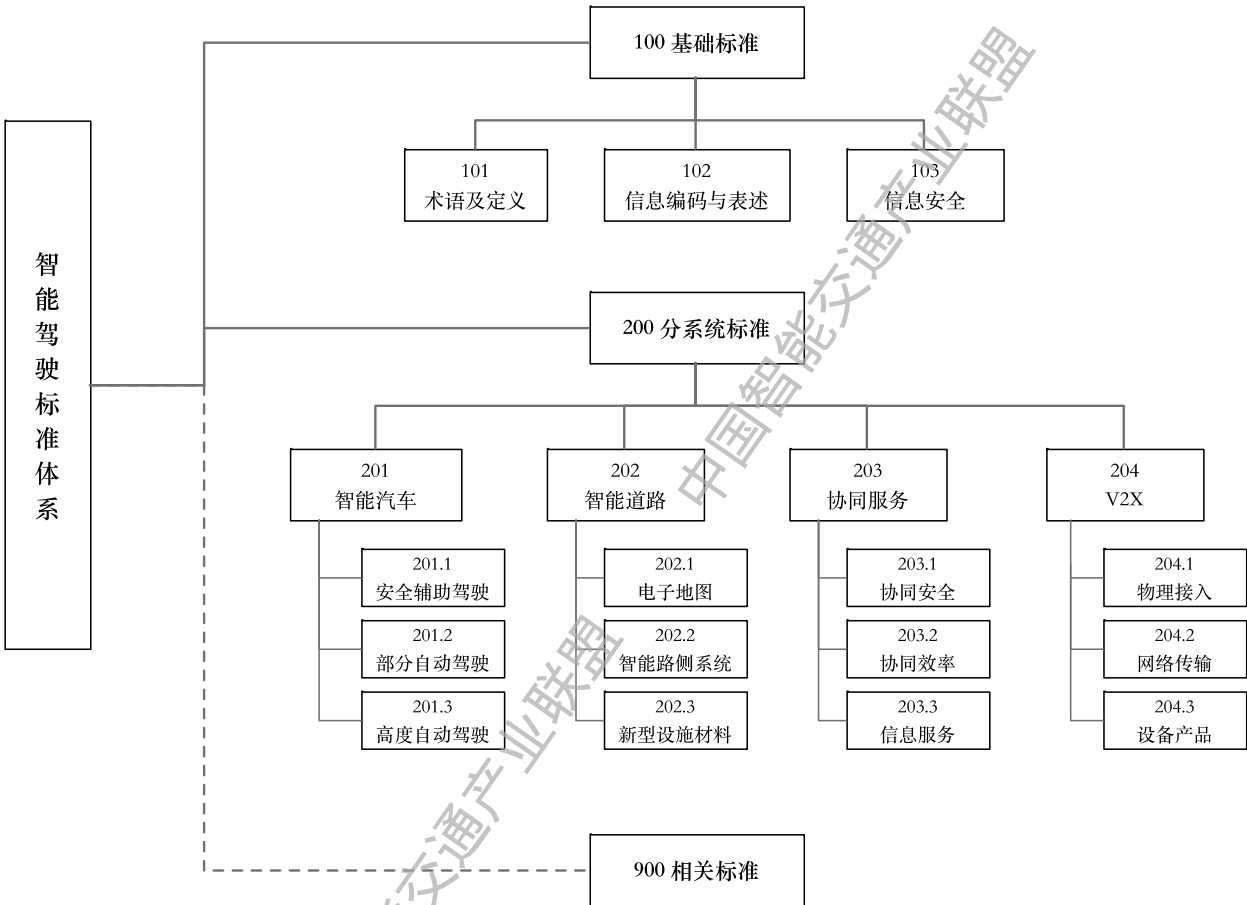 100 基础标准
101
术语及定义
102
信息编码与表述
103
信息安全
智能驾驶标准体系
200 分系统标准
201
智能汽车
202
智能道路
203
协同服务
204
V2X
201.1
安全辅助驾驶
201.2
部分自动驾驶
201.3
高度自动驾驶
202.1
电子地图
202.2
智能路侧系统
202.3
新型设施材料
203.1
协同安全
203.2
协同效率
203.3
信息服务
204.1
物理接入
204.2
网络传输
204.3
设备产品
900 相关标准
中国智能交通产业联盟
交通产业联盟